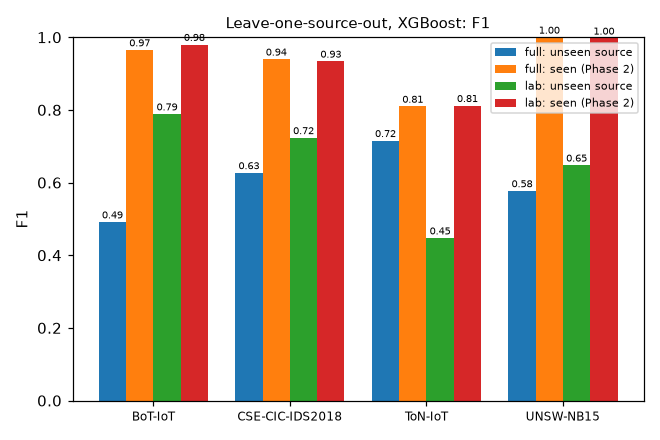 Leave-one-source-out, XGBoost: F1
F1
1.0
0.8
0.6
0.4
0.2
0.0
0.49
0.97
0.79
0.98
0.63
0.94
0.72
0.93
0.72
0.81
0.45
0.81
0.58
1.00
0.65
1.00
full: unseen source
full: seen (Phase 2)
lab: unseen source
lab: seen (Phase 2)
BoT-IoT
CSE-CIC-IDS2018
ToN-IoT
UNSW-NB15